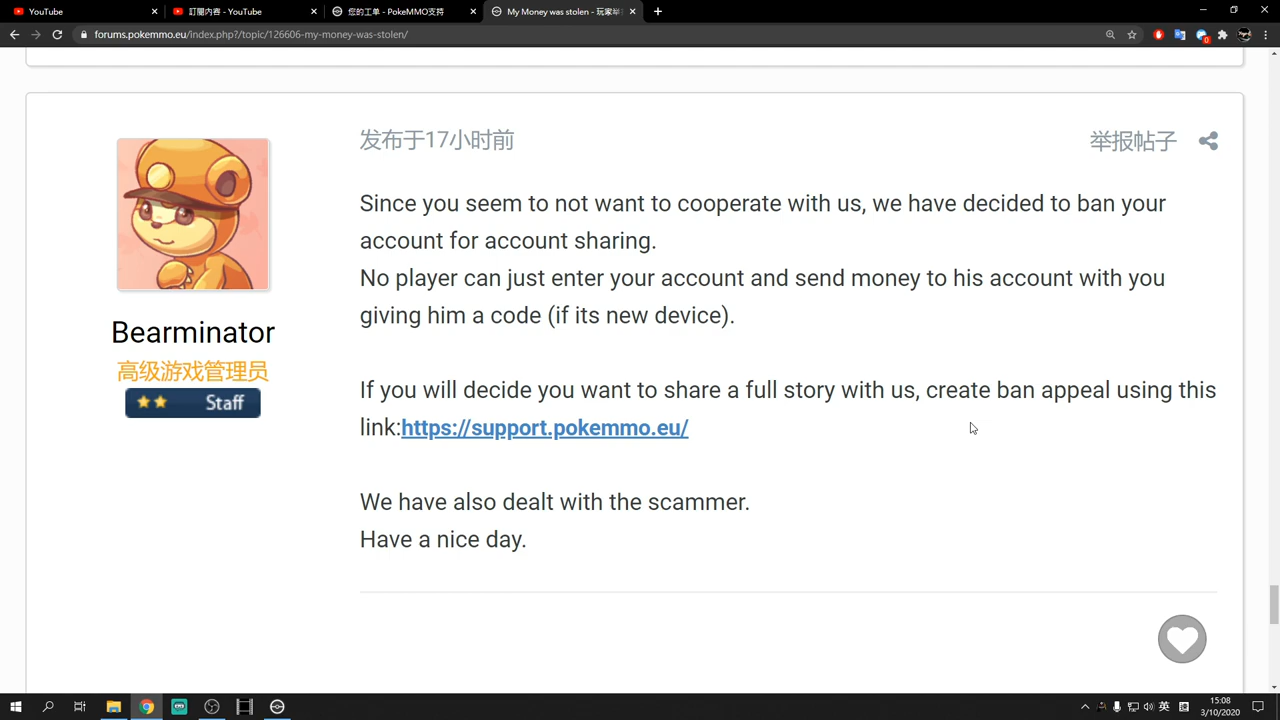 YouTube
訂閱內容 - YouTube
您的工单 - PokeMMO支持
My Money was stolen - 玩家举
forums.pokemmo.eu/index.php?/topic/126606-my-money-was-stolen/
0
发布于17小时前
举报帖子
Since you seem to not want to cooperate with us, we have decided to ban your
account for account sharing.
No player can just enter your account and send money to his account with you
giving him a code (if its new device).
Bearminator
高级游戏管理员
Staff
If you will decide you want to share a full story with us, create ban appeal using this
link:https://support.pokemmo.eu/
We have also dealt with the scammer.
Have a nice day.
英
15:08
3/10/2020